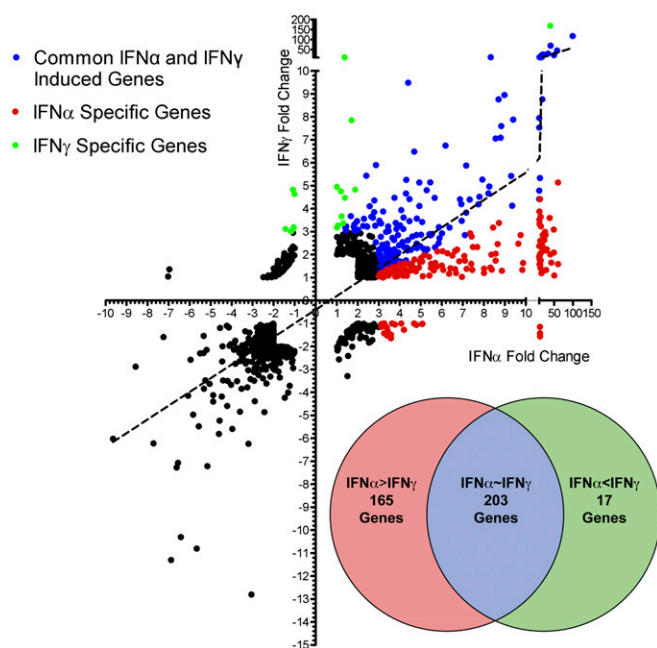 Common IFNα and IFNγ
Induced Genes
IFNα Specific Genes
IFNγ Specific Genes
IFNγ Fold Change
200
150
100
50
10
9
8
7
6
5
4
3
2
1
0
-1
-2
-3
-4
-5
-6
-7
-8
-9
-10
-11
-12
-13
-14
-15
-10 -9 -8 -7 -6 -5 -4 -3 -2 -1 0 1 2 3 4 5 6 7 8 9 10 50 100 150
IFNα Fold Change
IFNα>IFNγ
165
Genes
IFNα~IFNγ
203
Genes
IFNα<IFNγ
17
Genes